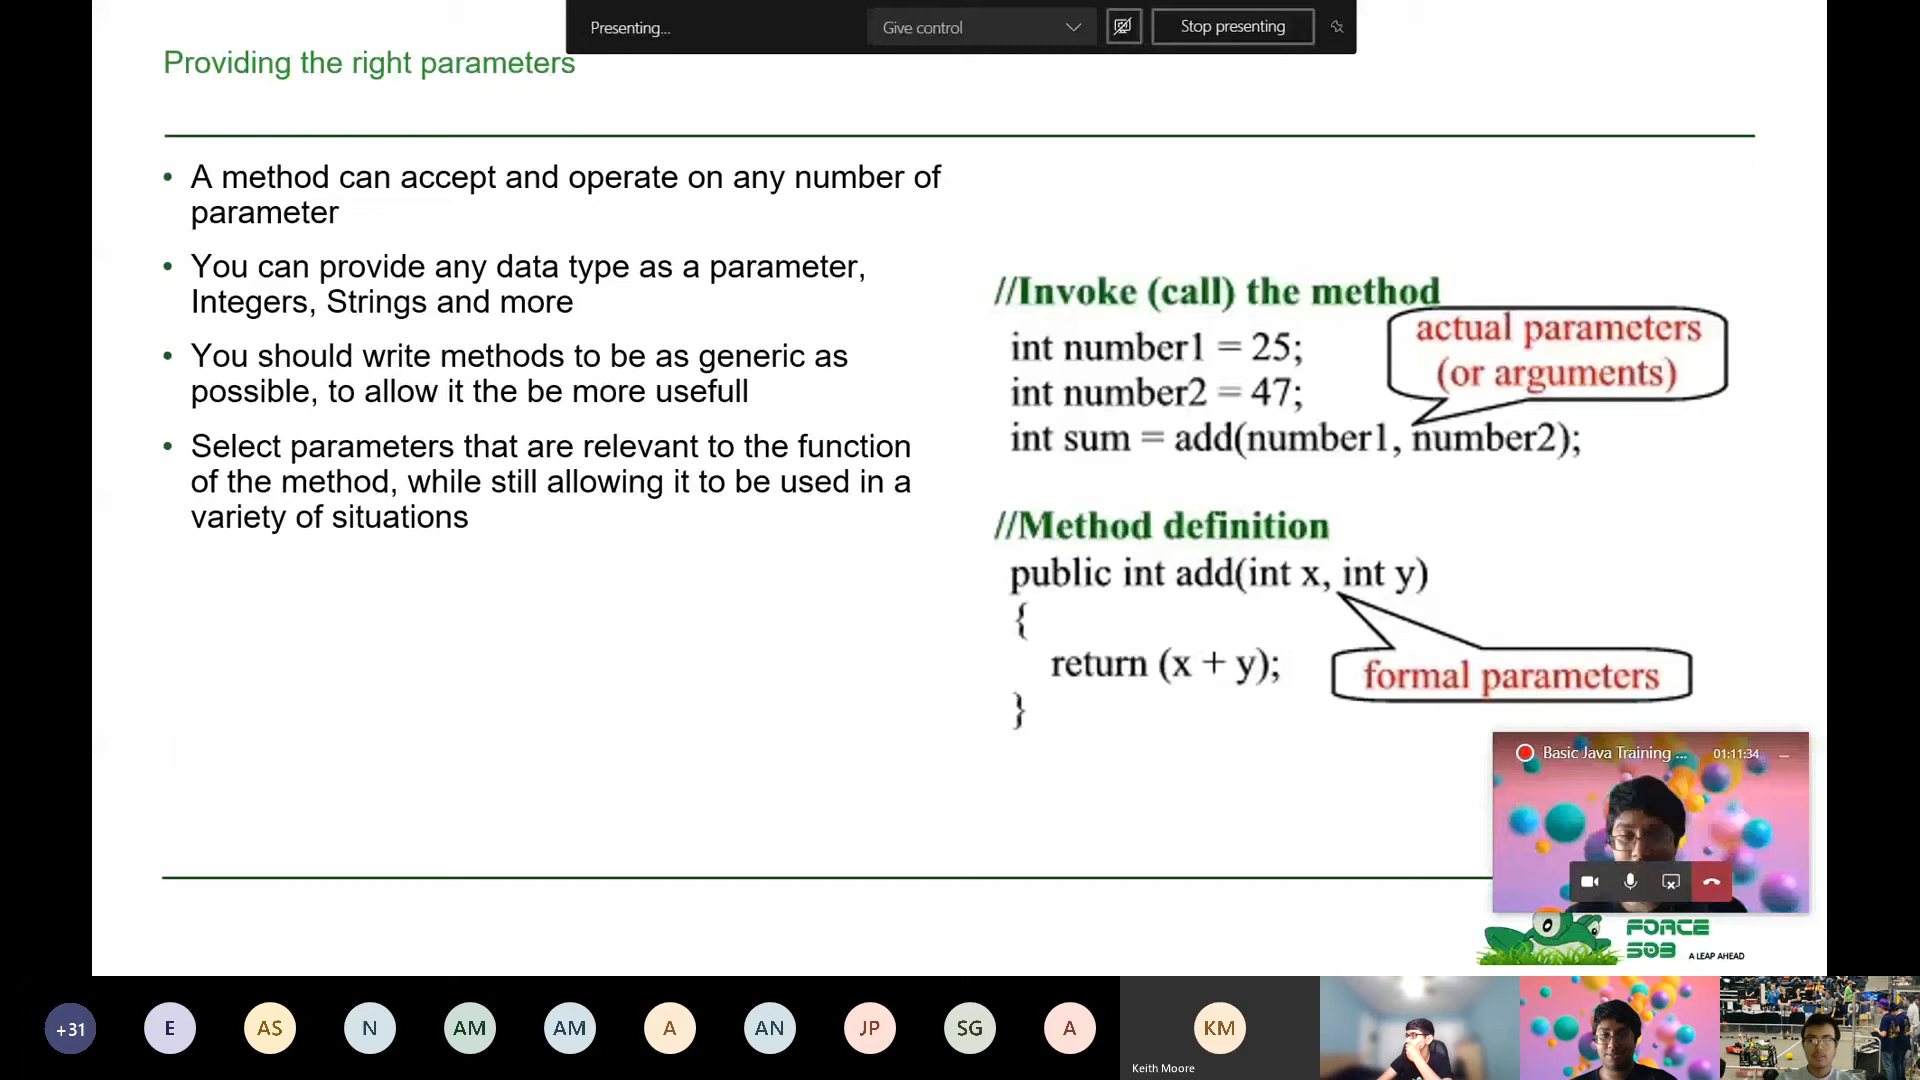 Presenting...
Give control
Stop presenting
Providing the right parameters
• A method can accept and operate on any number of
parameter
• You can provide any data type as a parameter,
Integers, Strings and more
• You should write methods to be as generic as
possible, to allow it the be more usefull
• Select parameters that are relevant to the function
of the method, while still allowing it to be used in a
variety of situations
//Invoke (call) the method
actual parameters
(or arguments)
int number1 = 25;
int number2 = 47;
int sum = add(number1, number2);
//Method definition
public int add(int x, int y)
{
return (x + y);
formal parameters
}
Basic Java Training ...
01:11:34
FORCE
503
A LEAP AHEAD
+31
E
AS
N
AM
AM
A
AN
JP
SG
A
KM
Keith Moore